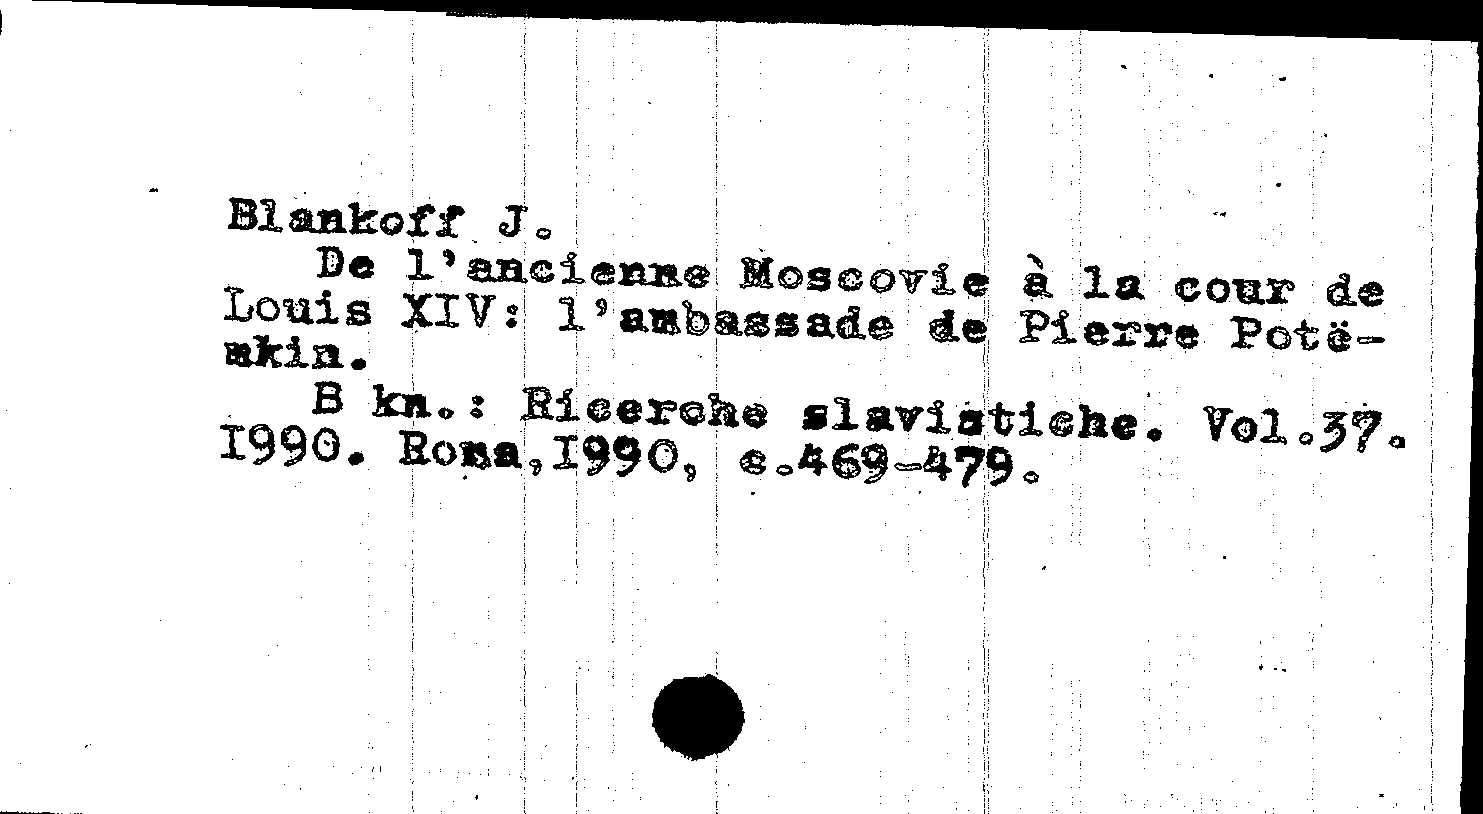 Blankoff J.
De l'ancienne Moscovie à la cour de
Louis XIV: l'ambassade de Pierre Potë-
mkin.
B kn.: Ricerche slavistiche. Vol.37.
I990. Roma,I990, c.469-479.